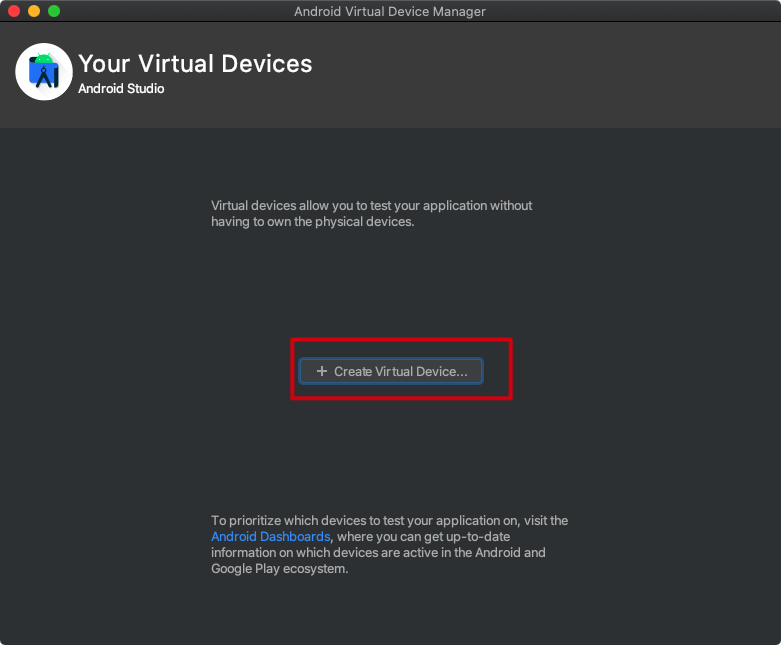 Android Virtual Device Manager
Your Virtual Devices
Android Studio
Virtual devices allow you to test your application without
having to own the physical devices.
+ Create Virtual Device...
To prioritize which devices to test your application on, visit the
Android Dashboards, where you can get up-to-date
information on which devices are active in the Android and
Google Play ecosystem.